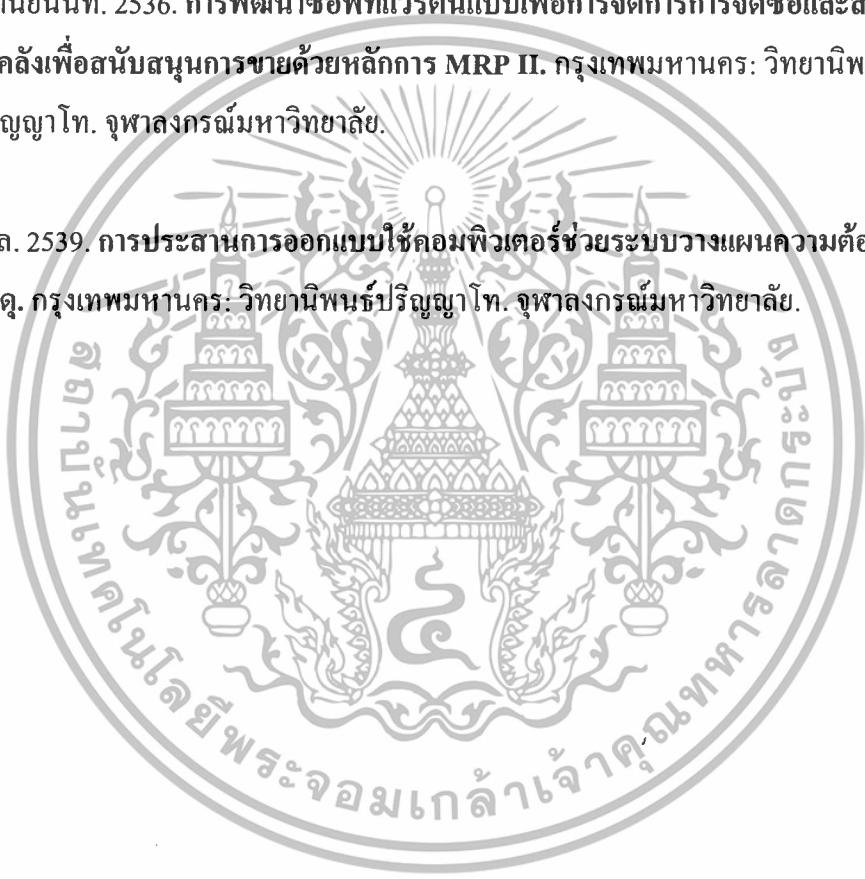 2536. การพัฒนาซอฟท์แวร์ต้นแบบเพื่อการจัดการการจัดซื้อและ
คลังเพื่อสนับสนุนการขายด้วยหลักการ MRP II. กรุงเทพมหานคร: วิทยานิพ
ญญาโท. จุฬาลงกรณ์มหาวิทยาลัย.
ล. 2539. การประสานการออกแบบใช้คอมพิวเตอร์ช่วยระบบวางแผนความต้อ
ดุ. กรุงเทพมหานคร: วิทยานิพนธ์ปริญญาโท. จุฬาลงกรณ์มหาวิทยาลัย.
สถาบันเทคโนโลยีพระจอมเกล้าเจ้าคุณทหารลาดกระบัง